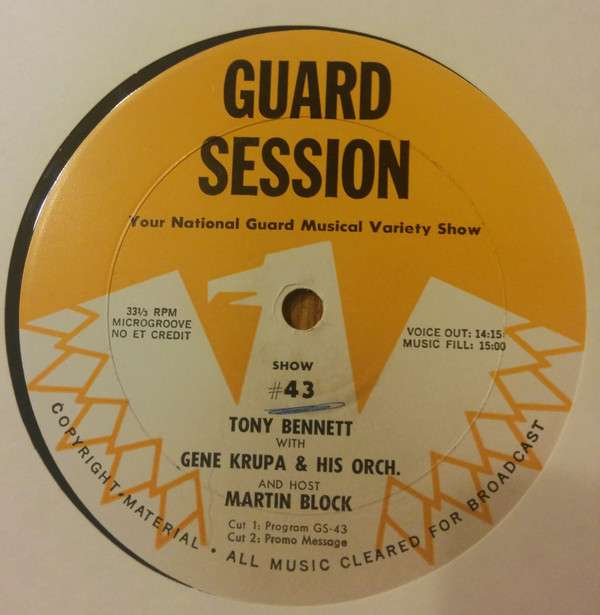 GUARD
SESSION
Your National Guard Musical Variety Show
33⅓ RPM
MICROGROOVE
NO ET CREDIT
VOICE OUT: 14:15
MUSIC FILL: 15:00
SHOW
#43
TONY BENNETT
WITH
GENE KRUPA & HIS ORCH.
AND HOST
MARTIN BLOCK
Cut 1: Program GS-43
Cut 2: Promo Message
COPYRIGHT-MATERIAL • ALL MUSIC CLEARED FOR BROADCAST